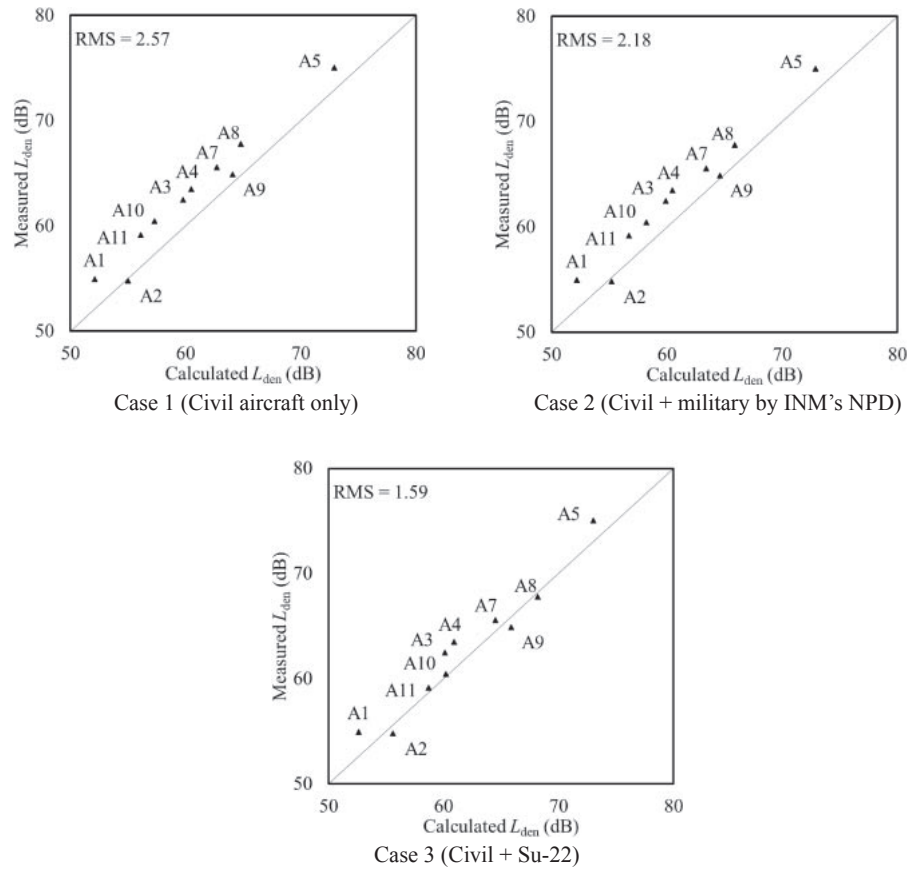 80
RMS = 2.57
A5
70
A8
A7
A4
A3
A9
A10
A11
60
A1
A2
50
50
60
70
80
Measured Lden (dB)
Calculated Lden (dB)
Case 1 (Civil aircraft only)
80
RMS = 2.18
A5
70
A8
A7
A4
A3
A9
A10
A11
60
A1
A2
50
50
60
70
80
Measured Lden (dB)
Calculated Lden (dB)
Case 2 (Civil + military by INM’s NPD)
80
RMS = 1.59
A5
70
A8
A7
A4
A3
A9
A10
A11
60
A1
A2
50
50
60
70
80
Measured Lden (dB)
Calculated Lden (dB)
Case 3 (Civil + Su-22)